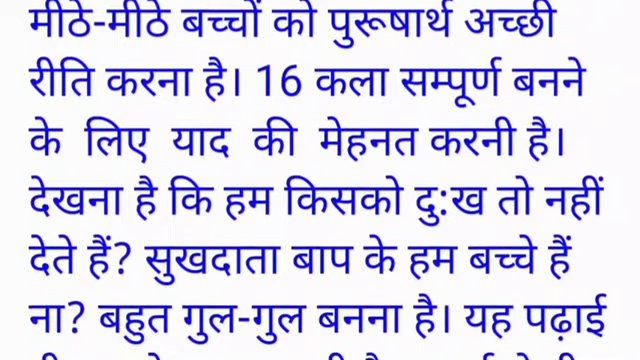 मीठे-मीठे बच्चों को पुरूषार्थ अच्छी
रीति करना है। 16 कला सम्पूर्ण बनने
के लिए याद की मेहनत करनी है।
देखना है कि हम किसको दु:ख तो नहीं
देते हैं? सुखदाता बाप के हम बच्चे हैं
ना? बहुत गुल-गुल बनना है। यह पढ़ाई